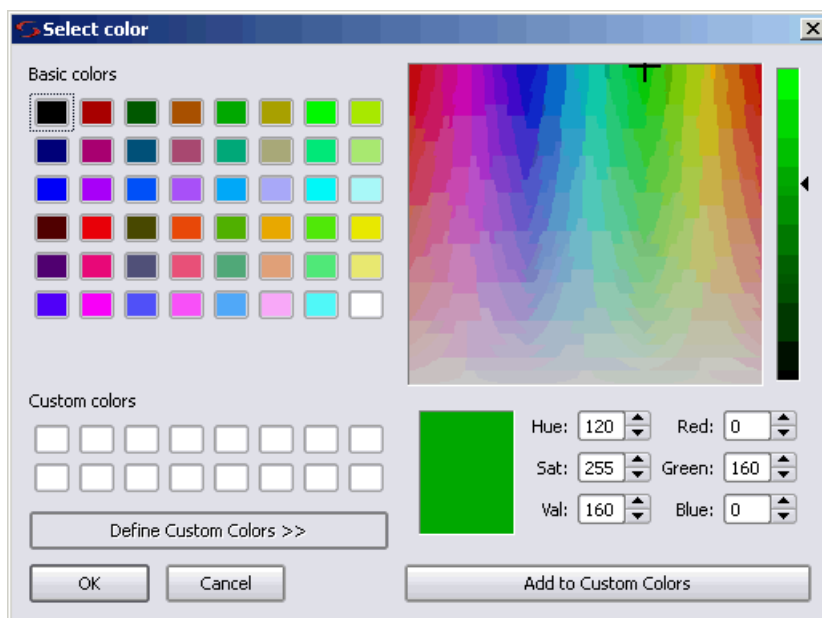 Select color
Basic colors
Custom colors
Define Custom Colors >>
OK
Cancel
Hue: 120
Red: 0
Sat: 255
Green: 160
Val: 160
Blue: 0
Add to Custom Colors